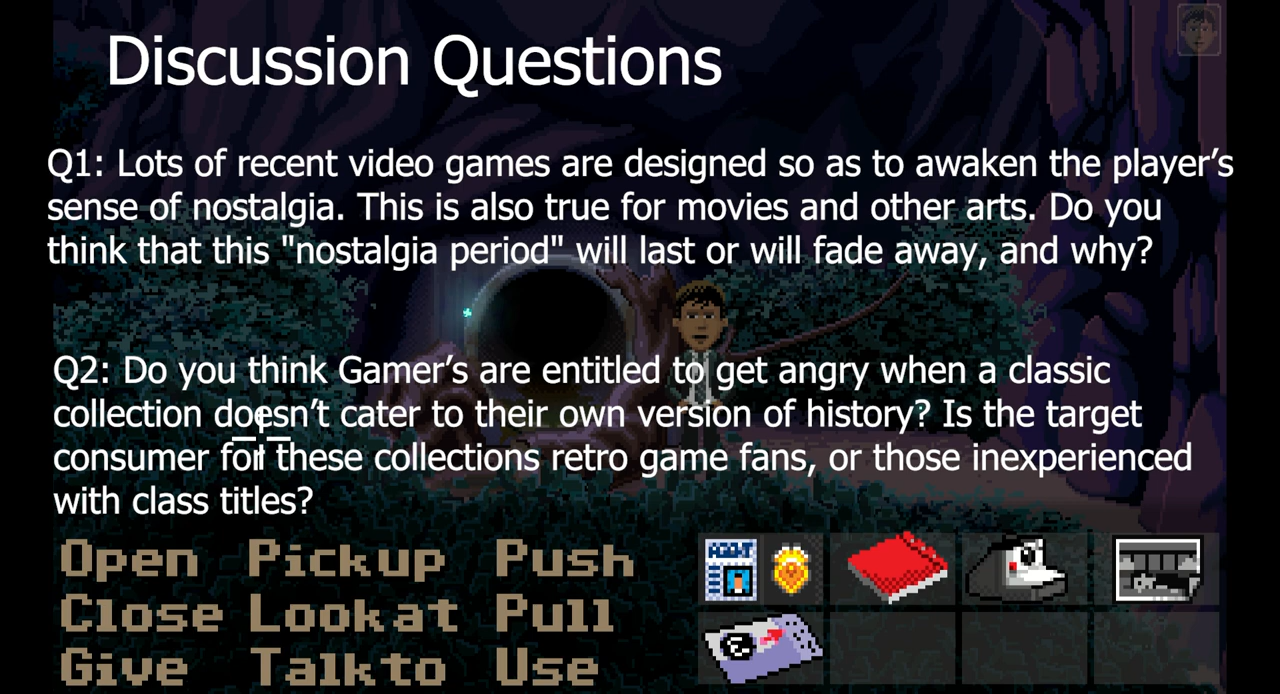 Discussion Questions
Q1: Lots of recent video games are designed so as to awaken the player’s
sense of nostalgia. This is also true for movies and other arts. Do you
think that this "nostalgia period" will last or will fade away, and why?
Q2: Do you think Gamer’s are entitled to get angry when a classic
collection doesn’t cater to their own version of history? Is the target
consumer for these collections retro game fans, or those inexperienced
with class titles?
Open Pickup Push
Close Look at Pull
Give Talk to Use